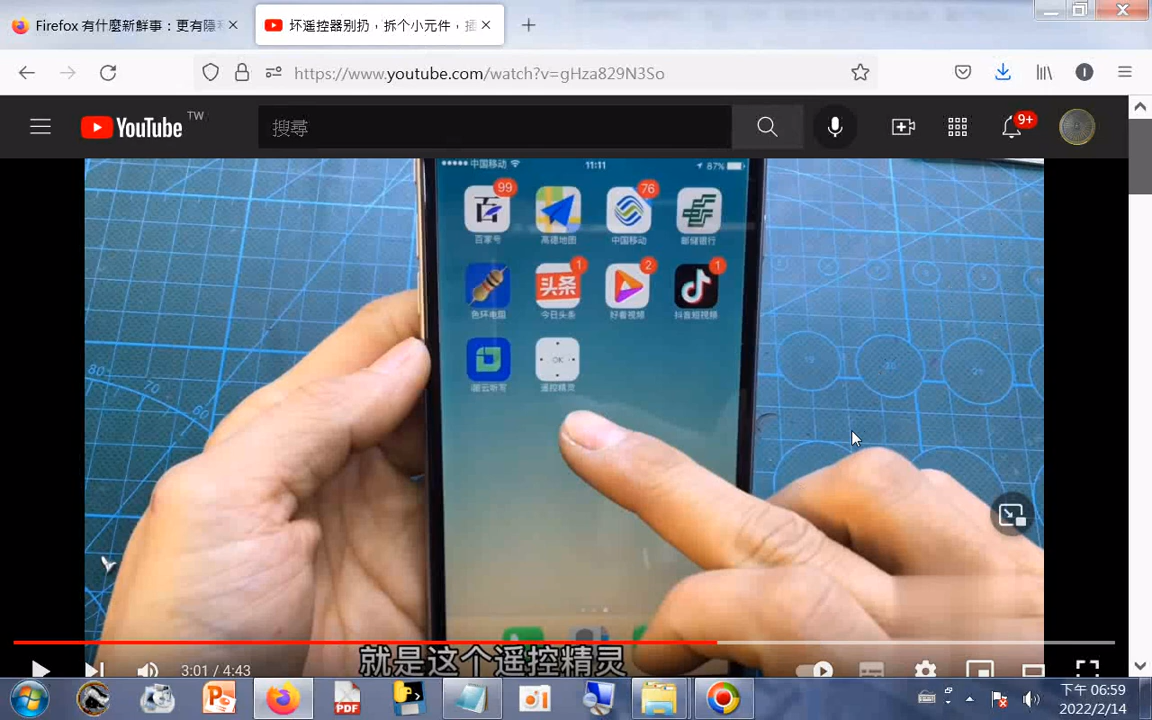 Firefox 有什麼新鮮事：更有隱
坏遥控器别扔，拆个小元件，
https://www.youtube.com/watch?v=gHza829N3So
YouTube TW
搜尋
9+
中国移动 11:11 87%
99
76
百
百家号 高德地图 中国移动 邮储银行
1
2
1
头条
色环电阻 今日头条 好看视频 抖音短视频
OK
遥控精灵
就是这个遥控精灵
3:01 / 4:43
PDF
下午 06:59
2022/2/14